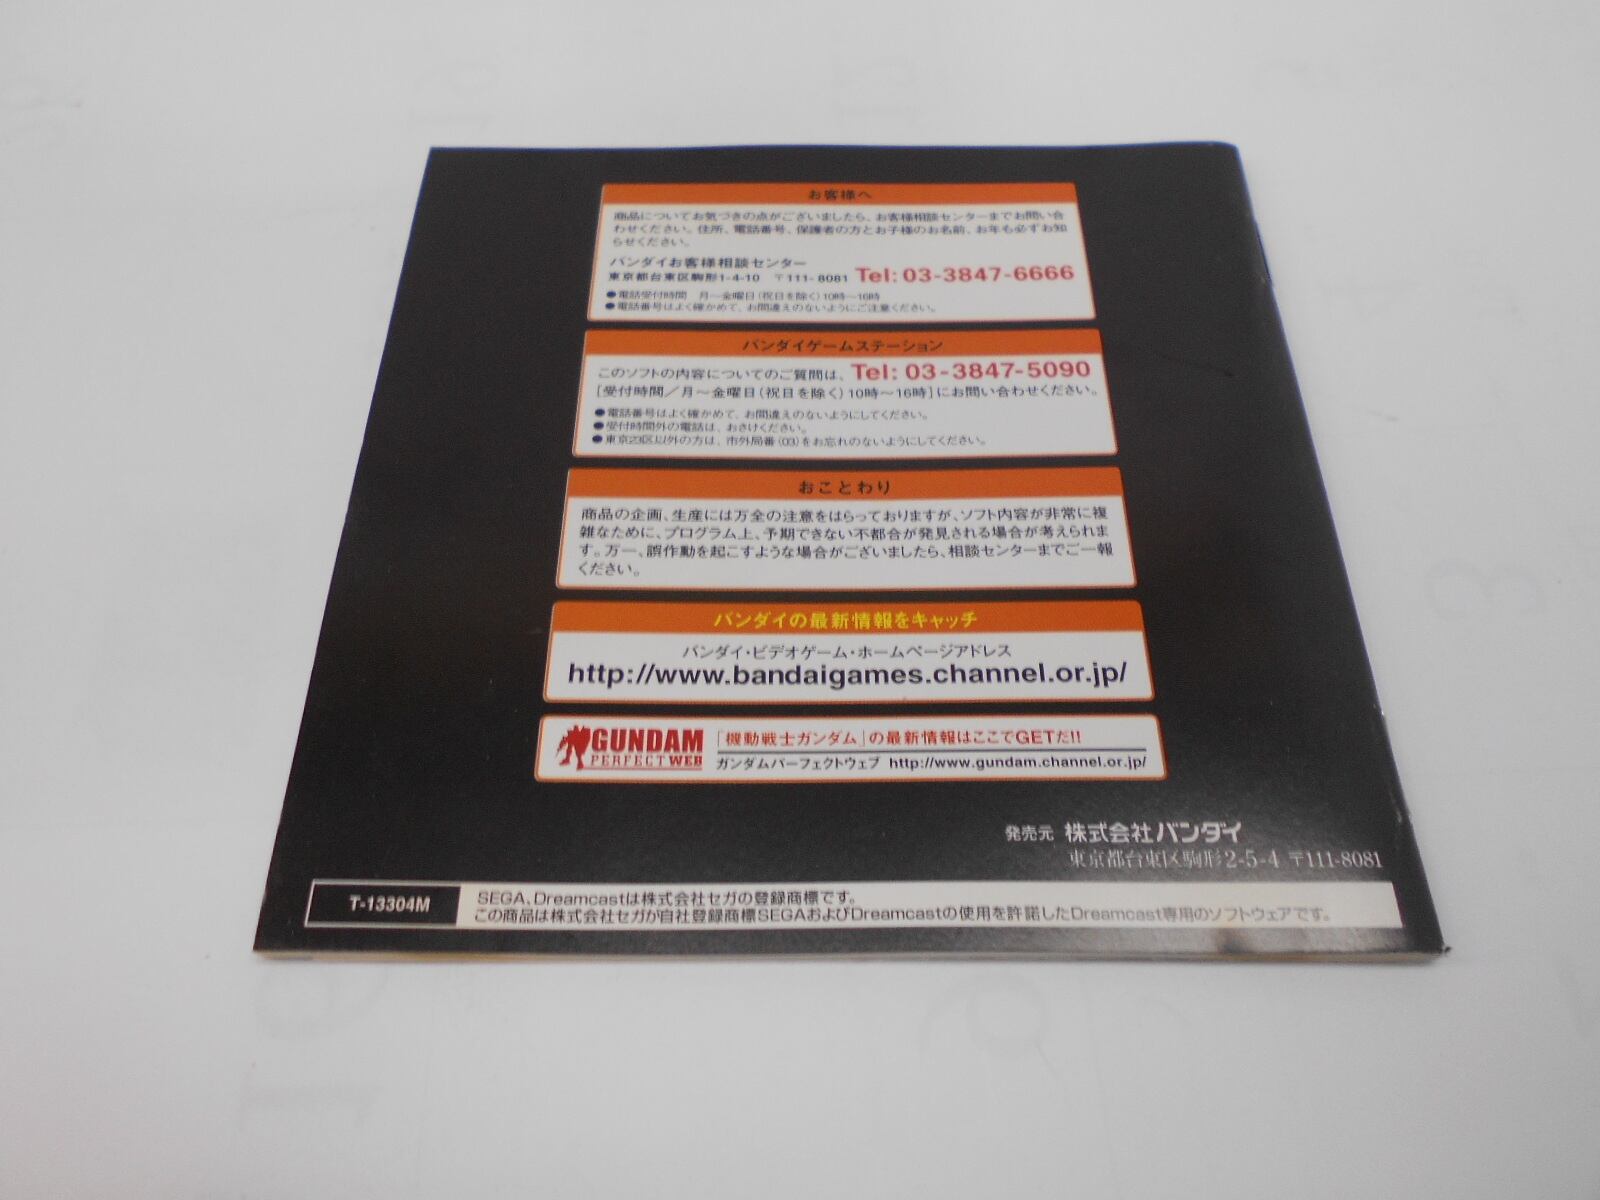 お客様へ
商品についてお気づきの点がございましたら、お客様相談センターまでお問い合
わせください。住所、電話番号、保護者の方とお子様のお名前、お年も必ずお知
らせください。
バンダイお客様相談センター
東京都台東区駒形1-4-10 〒111-8081 Tel: 03-3847-6666
●電話受付時間 月〜金曜日(祝日を除く)10時〜16時
●電話番号はよく確かめて、お間違えのないようにご注意ください。
バンダイゲームステーション
このソフトの内容についてのご質問は、Tel: 03-3847-5090
[受付時間/月〜金曜日(祝日を除く)10時〜16時]にお問い合わせください。
●電話番号はよく確かめて、お間違えのないようにしてください。
●受付時間外の電話は、おさけください。
●東京23区以外の方は、市外局番(03)をお忘れのないようにしてください。
おことわり
商品の企画、生産には万全の注意をはらっておりますが、ソフト内容が非常に複
雑なために、プログラム上、予期できない不都合が発見される場合が考えられま
す。万一、誤作動を起こすような場合がございましたら、相談センターまでご一報
ください。
バンダイの最新情報をキャッチ
バンダイ・ビデオゲーム・ホームページアドレス
http://www.bandaigames.channel.or.jp/
GUNDAM
PERFECT WEB
「機動戦士ガンダム」の最新情報はここでGETだ!!
ガンダムパーフェクトウェブ http://www.gundam.channel.or.jp/
発売元 株式会社バンダイ
東京都台東区駒形2-5-4 〒111-8081
T-13304M
SEGA、Dreamcastは株式会社セガの登録商標です。
この商品は株式会社セガが自社登録商標SEGAおよびDreamcastの使用を許諾したDreamcast専用のソフトウェアです。